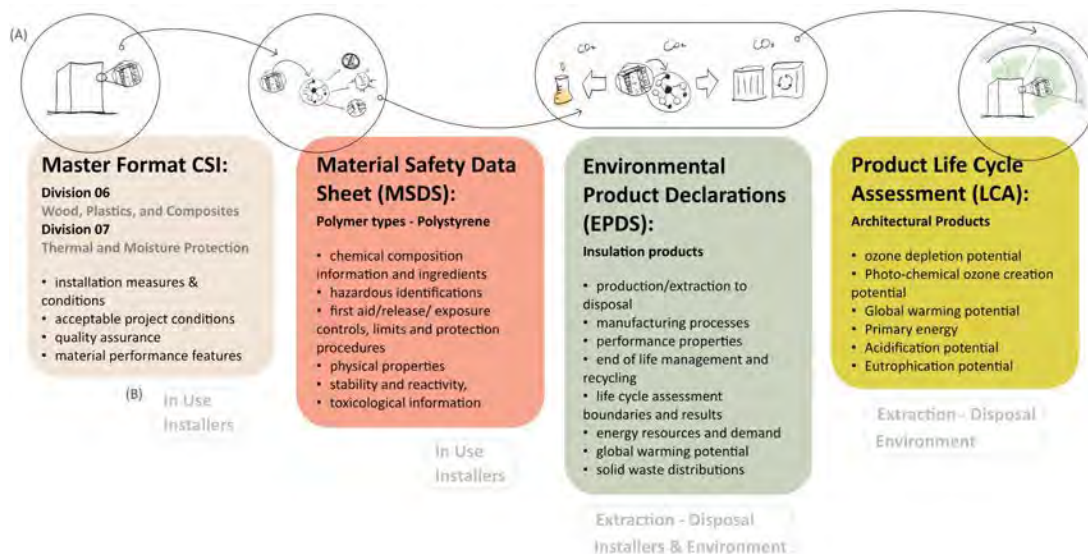 (A)
CO₂
CO₂
CO₂
Master Format CSI:
Division 06
Wood, Plastics, and Composites
Division 07
Thermal and Moisture Protection
• installation measures &
conditions
• acceptable project conditions
• quality assurance
• material performance features
(B)
In Use
Installers
Material Safety Data
Sheet (MSDS):
Polymer types - Polystyrene
• chemical composition
information and ingredients
• hazardous identifications
• first aid/release/ exposure
controls, limits and protection
procedures
• physical properties
• stability and reactivity,
• toxicological information
In Use
Installers
Environmental
Product Declarations
(EPDS):
Insulation products
• production/extraction to
disposal
• manufacturing processes
• performance properties
• end of life management and
recycling
• life cycle assessment
boundaries and results
• energy resources and demand
• global warming potential
• solid waste distributions
Extraction - Disposal
Installers & Environment
Product Life Cycle
Assessment (LCA):
Architectural Products
• ozone depletion potential
• Photo-chemical ozone creation
potential
• Global warming potential
• Primary energy
• Acidification potential
• Eutrophication potential
Extraction - Disposal
Environment